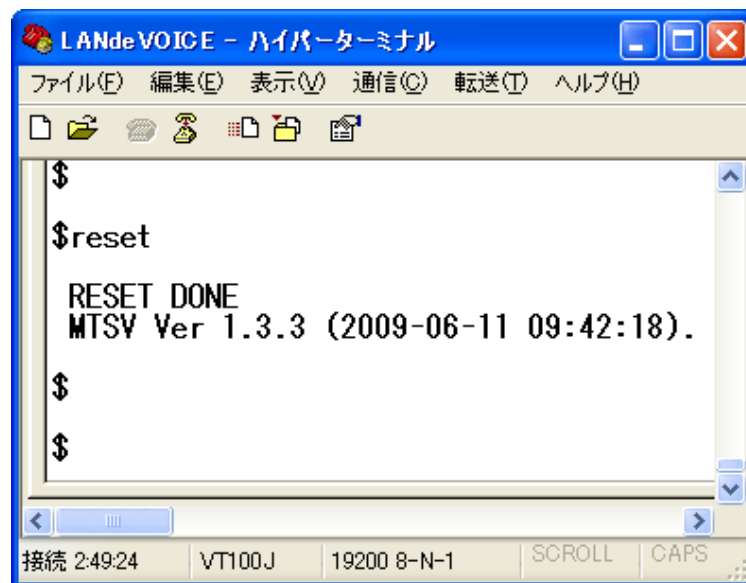 LANdeVOICE - ハイパーターミナル
ファイル(F) 編集(E) 表示(V) 通信(C) 転送(T) ヘルプ(H)
$
$reset
RESET DONE
MTSV Ver 1.3.3 (2009-06-11 09:42:18).
$
$
接続 2:49:24 VT100J 19200 8-N-1 SCROLL CAPS